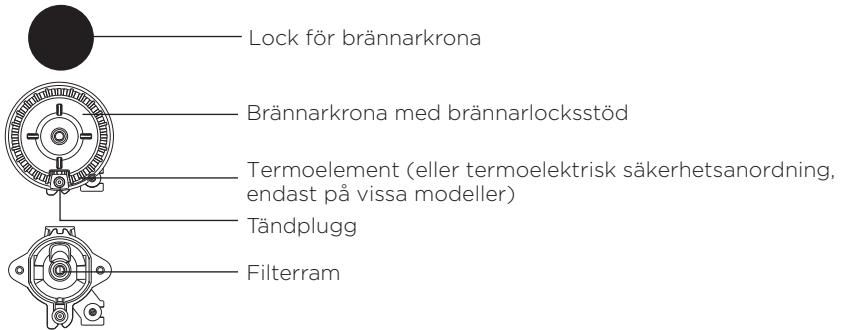 Lock för brännarkrona
Brännarkrona med brännarlocksstöd
Termoelement (eller termoelektrisk säkerhetsanordning,
endast på vissa modeller)
Tändplugg
Filterram